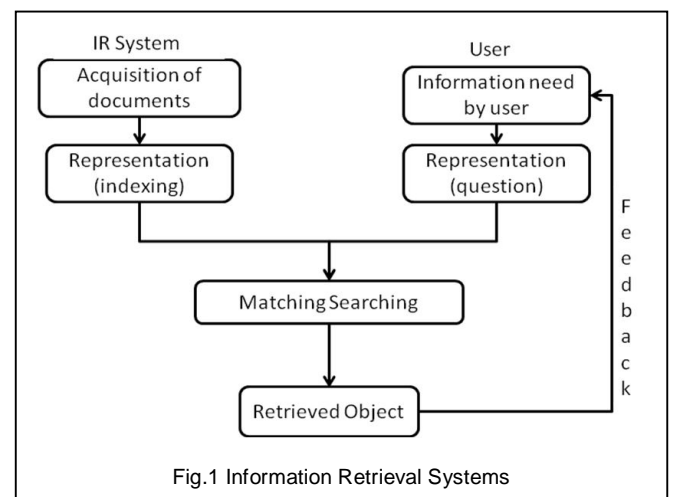 IR System
Acquisition of
documents
Representation
(indexing)
User
Information need
by user
Representation
(question)
Matching Searching
Retrieved Object
Feedback
Fig.1 Information Retrieval Systems